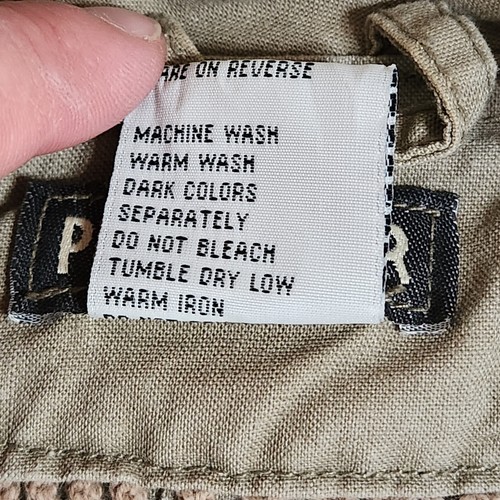 ARE ON REVERSE
MACHINE WASH
WARM WASH
DARK COLORS
SEPARATELY
DO NOT BLEACH
TUMBLE DRY LOW
WARM IRON
P
R